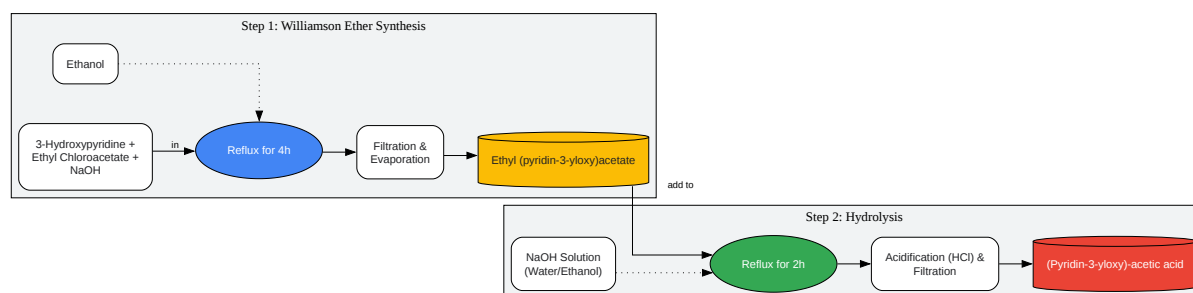 Step 1: Williamson Ether Synthesis
Ethanol
3-Hydroxypyridine +
Ethyl Chloroacetate +
NaOH
in
Reflux for 4h
Filtration &
Evaporation
Ethyl (pyridin-3-yloxy)acetate
add to
Step 2: Hydrolysis
NaOH Solution
(Water/Ethanol)
Reflux for 2h
Acidification (HCl) &
Filtration
(Pyridin-3-yloxy)-acetic acid